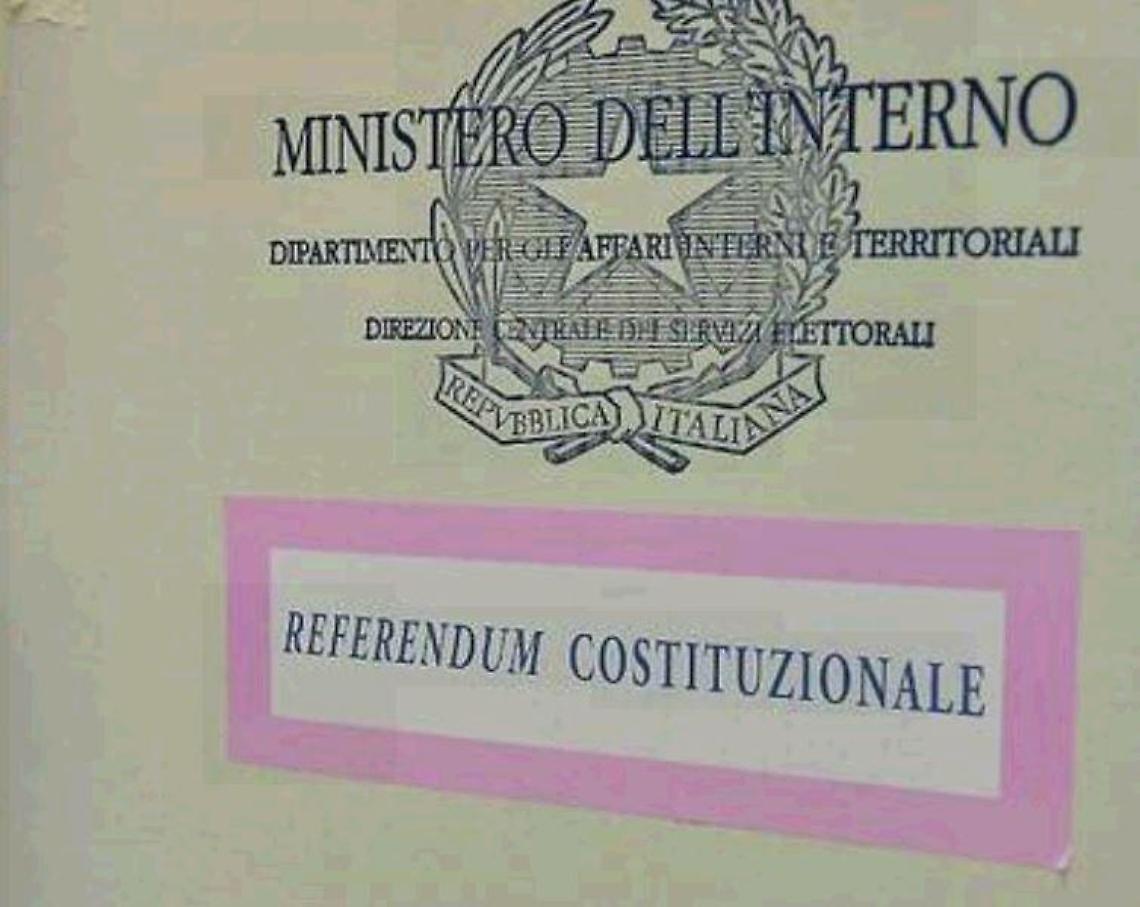 MINISTERO DELL'INTERNO
DIPARTIMENTO PER GLI AFFARI INTERNI E TERRITORIALI
DIREZIONE CENTRALE DEI SERVIZI ELETTORALI
REPVBBLICA ITALIANA
REFERENDUM COSTITUZIONALE